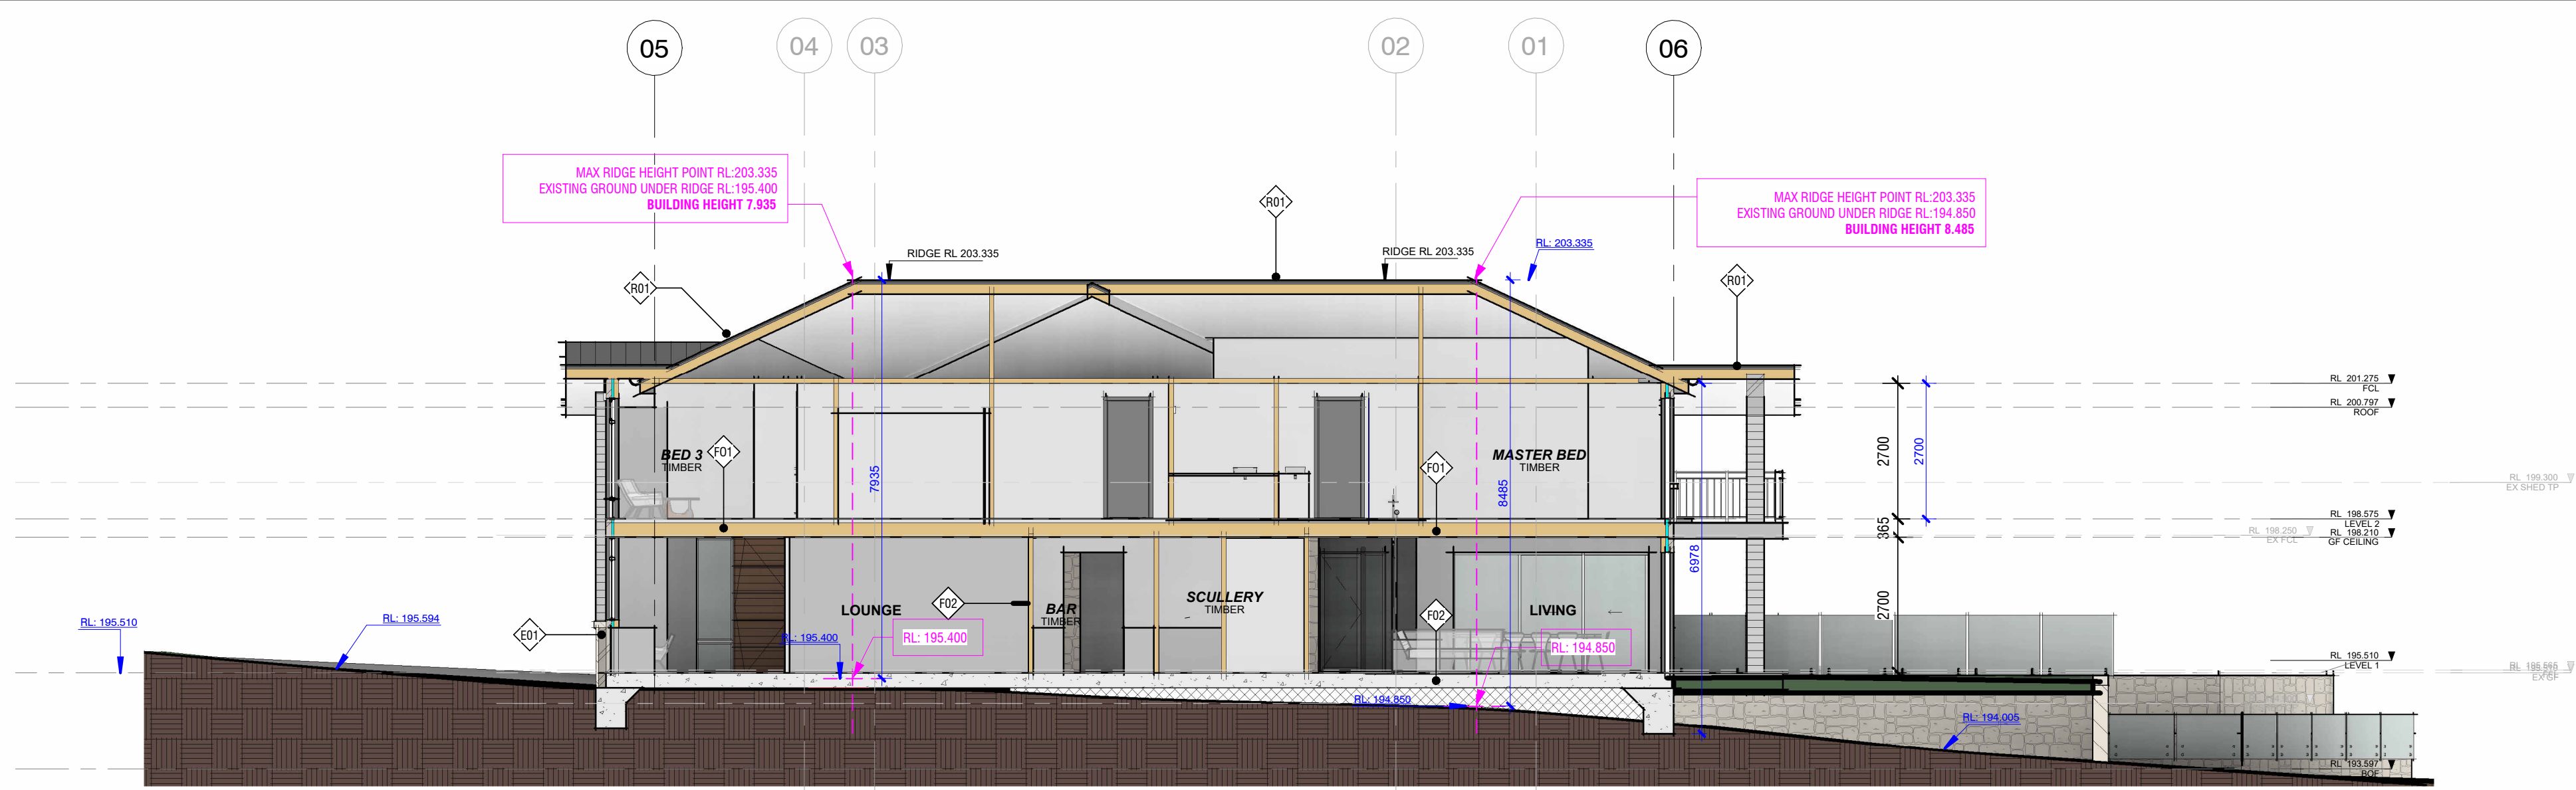 05
04
03
02
01
06
MAX RIDGE HEIGHT POINT RL:203.335
EXISTING GROUND UNDER RIDGE RL:195.400
BUILDING HEIGHT 7.935
MAX RIDGE HEIGHT POINT RL:203.335
EXISTING GROUND UNDER RIDGE RL:194.850
BUILDING HEIGHT 8.485
R01
RIDGE RL 203.335
RIDGE RL 203.335
RL: 203.335
R01
R01
RL 201.275
FCL
RL 200.797
ROOF
BED 3
TIMBER
F01
7935
F01
MASTER BED
TIMBER
8485
2700
2700
RL 199.300
EX SHED TP
RL 198.575
LEVEL 2
365
RL 198.250
EX FCL
RL 198.210
GF CEILING
6978
RL: 195.510
RL: 195.594
E01
LOUNGE
F02
BAR
TIMBER
SCULLERY
TIMBER
F02
LIVING
2700
RL: 195.400
RL: 195.400
RL: 194.850
RL 195.510
LEVEL 1
EX GF
RL: 194.850
RL: 194.005
RL 193.597
BOF